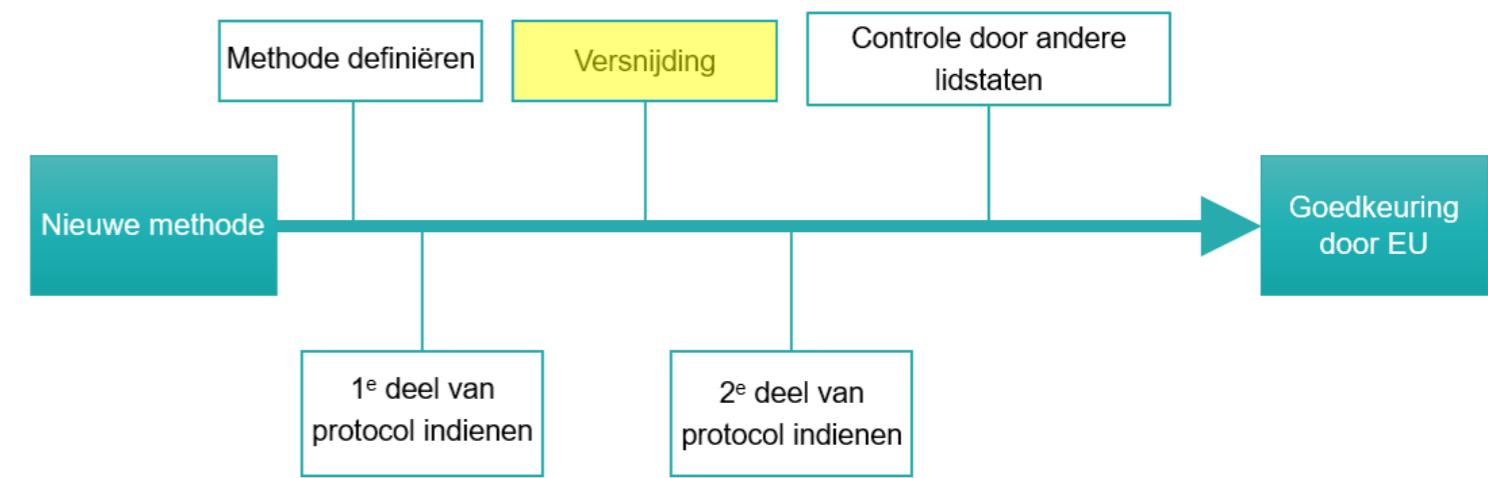 Methode definiëren
Versnijding
Controle door andere
lidstaten
Nieuwe methode
Goedkeuring
door EU
1e deel van
protocol indienen
2e deel van
protocol indienen